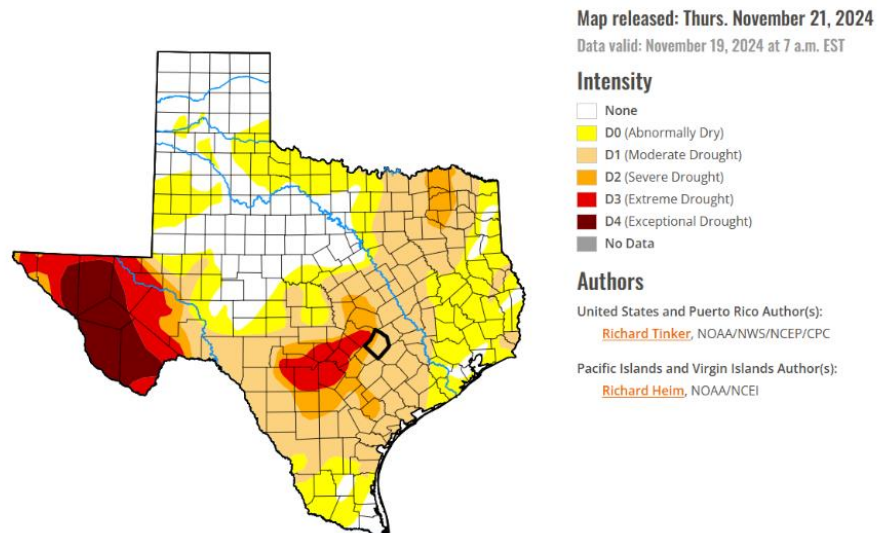 Map released: Thurs. November 21, 2024
Data valid: November 19, 2024 at 7 a.m. EST
Intensity
None
D0 (Abnormally Dry)
D1 (Moderate Drought)
D2 (Severe Drought)
D3 (Extreme Drought)
D4 (Exceptional Drought)
No Data
Authors
United States and Puerto Rico Author(s):
Richard Tinker, NOAA/NWS/NCEP/CPC
Pacific Islands and Virgin Islands Author(s):
Richard Heim, NOAA/NCEI